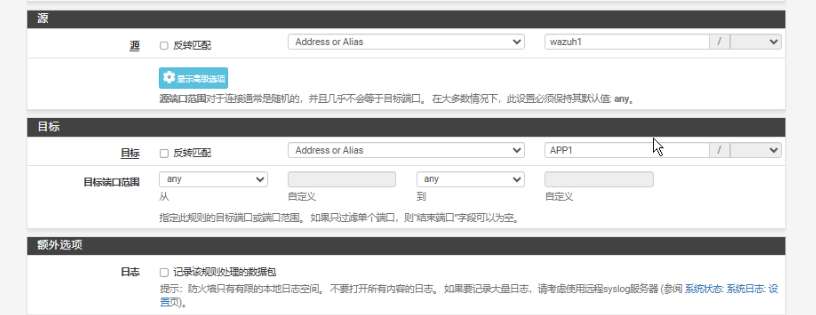 源
源 反转匹配 Address or Alias wazuh1 /
显示高级选项
源端口范围对于连接通常是随机的，并且几乎不会等于目标端口。 在大多数情况下，此设置必须保持其默认值: any。
目标
目标 反转匹配 Address or Alias APP1 /
目标端口范围 any any
从 自定义 到 自定义
指定此规则的目标端口或端口范围。 如果只过滤单个端口，则"结束端口"字段可以为空。
额外选项
日志 记录该规则处理的数据包
提示： 防火墙只有有限的本地日志空间。 不要打开所有内容的日志。 如果要记录大量日志，请考虑使用远程syslog服务器 (参阅 系统状态: 系统日志: 设
置页)。